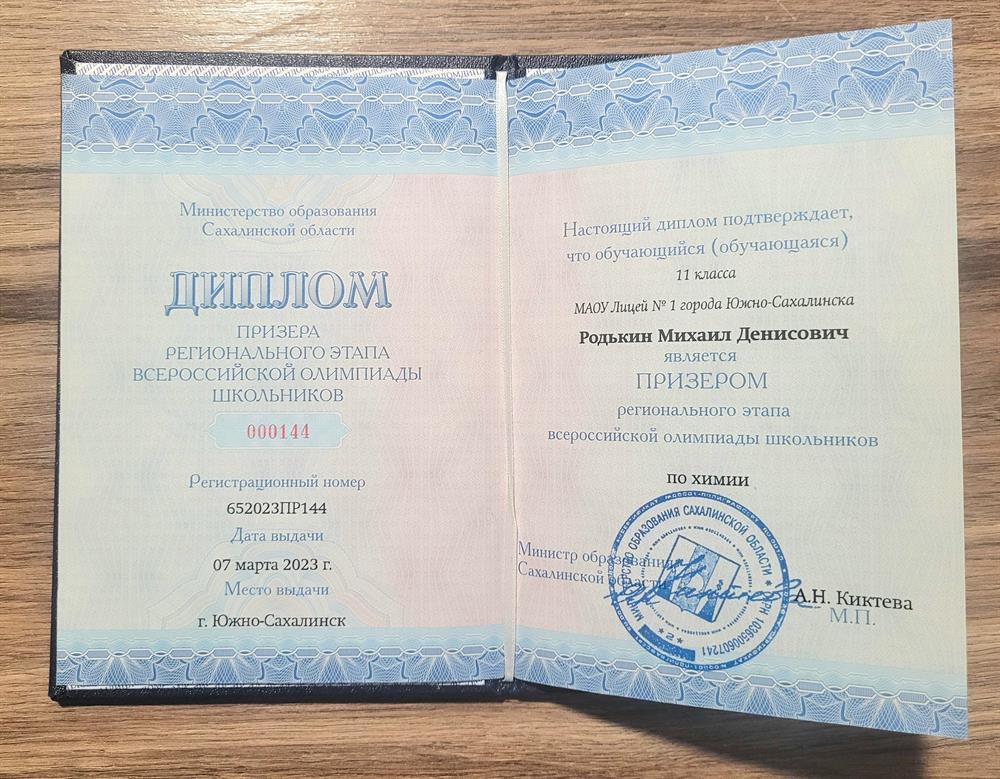 Министерство образования
Сахалинской области
ДИПЛОМ
ПРИЗЕРА
РЕГИОНАЛЬНОГО ЭТАПА
ВСЕРОССИЙСКОЙ ОЛИМПИАДЫ
ШКОЛЬНИКОВ
000144
Регистрационный номер
652023ПР144
Дата выдачи
07 марта 2023 г.
Место выдачи
г. Южно-Сахалинск
Настоящий диплом подтверждает,
что обучающийся (обучающаяся)
11 класса
МАОУ Лицей № 1 города Южно-Сахалинска
Родькин Михаил Денисович
является
ПРИЗЕРОМ
регионального этапа
всероссийской олимпиады школьников
по химии
Министр образования
Сахалинской области
А.Н. Киктева
М.П.
МИНИСТЕРСТВО ОБРАЗОВАНИЯ САХАЛИНСКОЙ ОБЛАСТИ
ОГРН 1036500607241
*2*